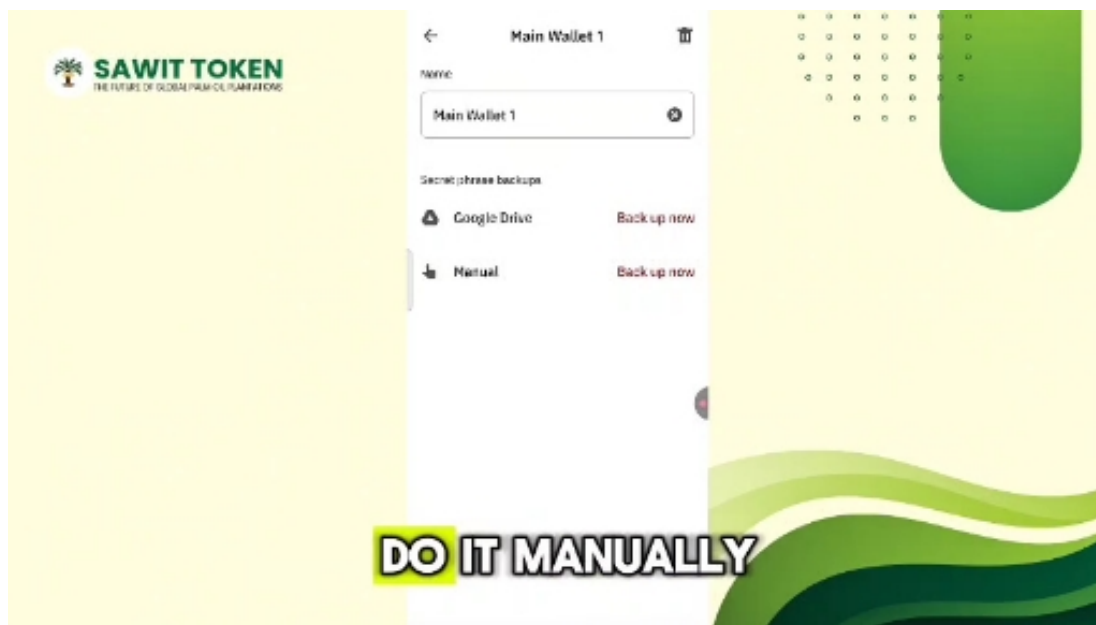 SAWIT TOKEN
THE FUTURE OF GLOBAL PALM OIL PLANTATIONS
Main Wallet 1
Name
Main Wallet 1
Secret phrase backups
Google Drive
Back up now
Manual
Back up now
DO IT MANUALLY